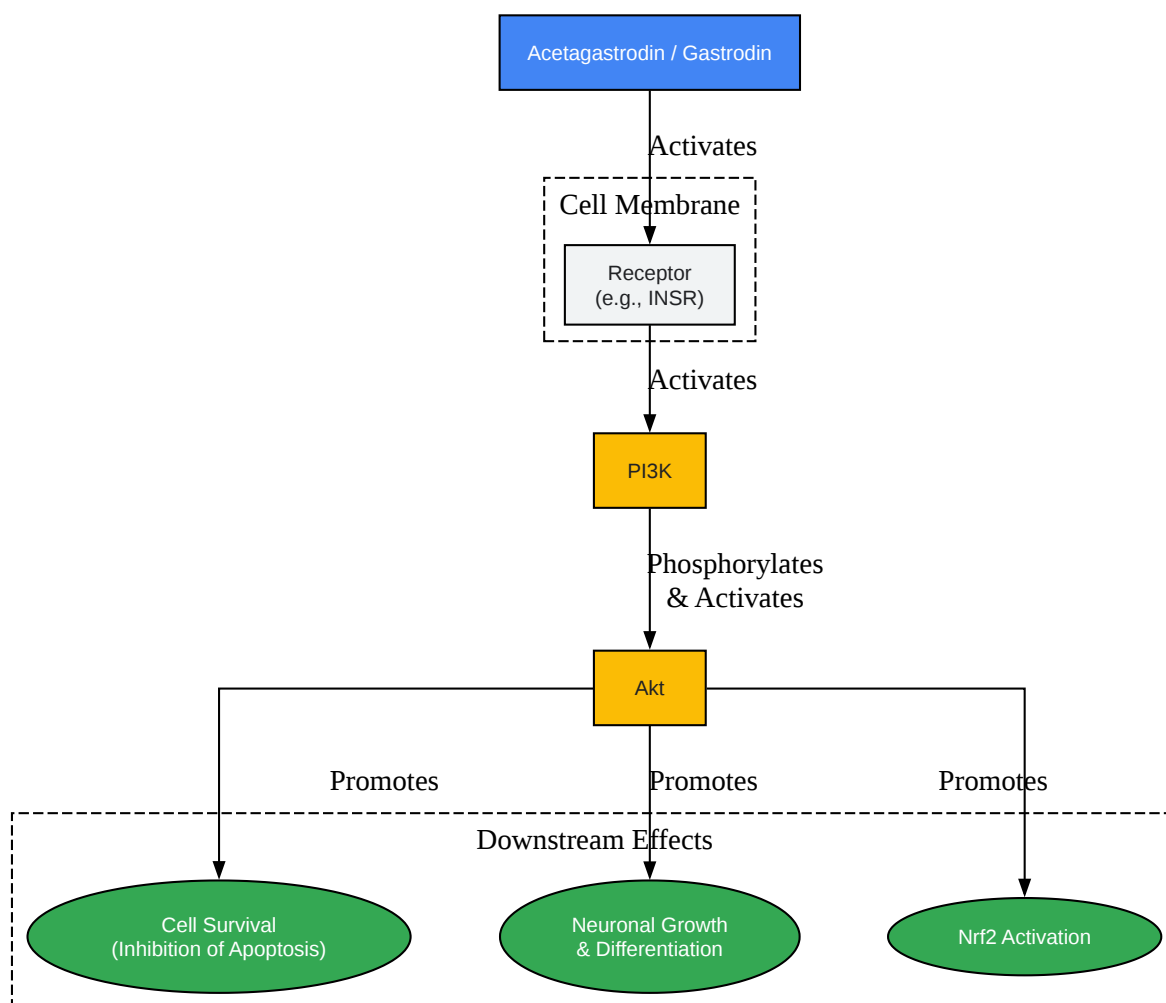 Acetagastrodin / Gastrodin
Activates
Cell Membrane
Receptor
(e.g., INSR)
Activates
PI3K
Phosphorylates
& Activates
Akt
Promotes
Promotes
Promotes
Downstream Effects
Cell Survival
(Inhibition of Apoptosis)
Neuronal Growth
& Differentiation
Nrf2 Activation